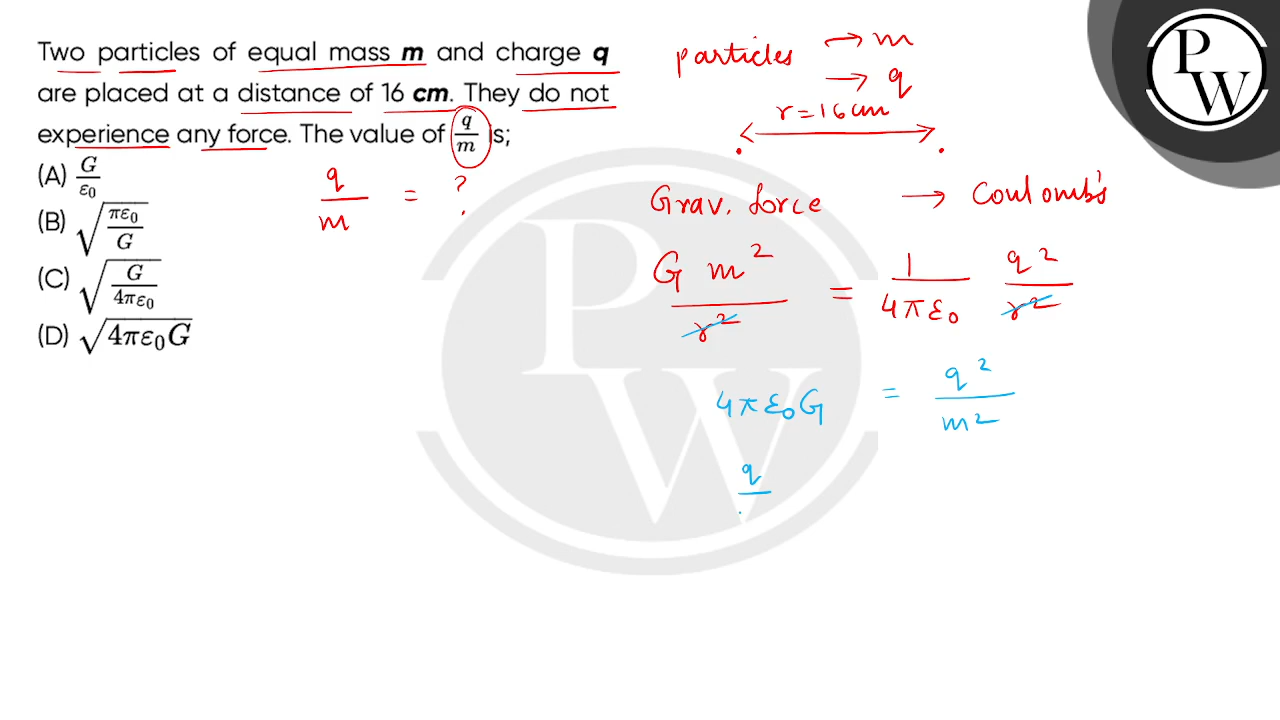 Two particles of equal mass m and charge q
are placed at a distance of 16 cm. They do not
experience any force. The value of q/m is;
(A) G/ε₀
(B) √(πε₀/G)
(C) √(G/4πε₀)
(D) √(4πε₀G)
q/m = ?
particles → m
→ q
r = 16 cm
Grav. force → Coulomb's
G m²/r² = 1/4πε₀ q²/r²
4πε₀G = q²/m²
q
P
W
P
W